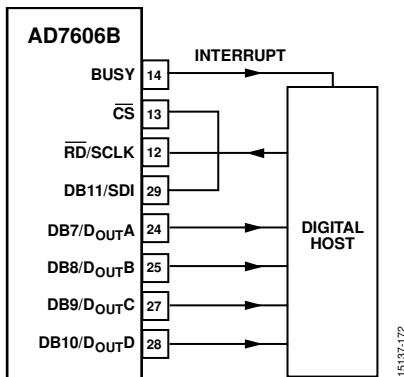 AD7606B
INTERRUPT
BUSY 14
CS 13
RD/SCLK 12
DB11/SDI 29
DB7/DOUTA 24
DIGITAL
HOST
DB8/DOUTB 25
DB9/DOUTC 27
DB10/DOUTD 28
15137-172